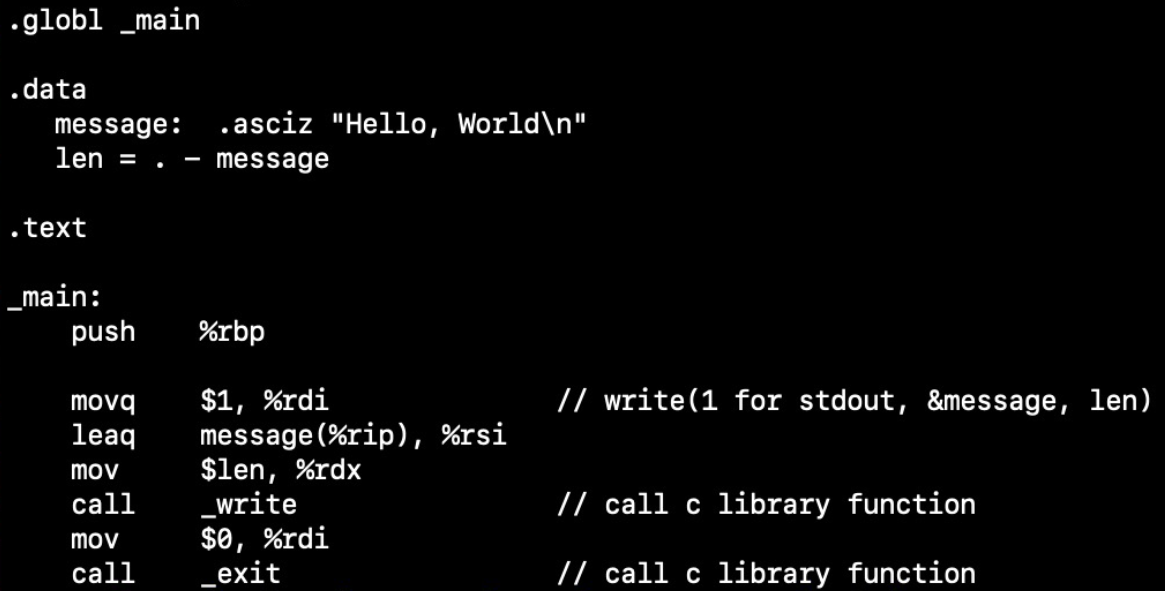 .globl _main
.data
message: .asciz "Hello, World\n"
len = . - message
.text
_main:
push %rbp
movq $1, %rdi // write(1 for stdout, &message, len)
leaq message(%rip), %rsi
mov $len, %rdx
call _write // call c library function
mov $0, %rdi
call _exit // call c library function